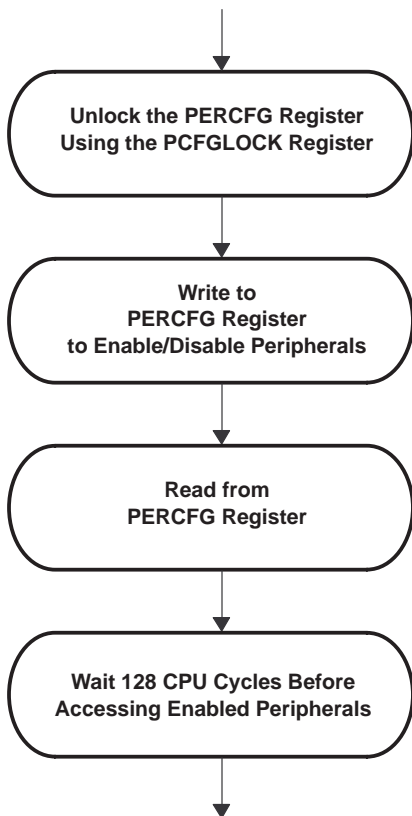 Unlock the PERCFG Register
Using the PCFGLOCK Register
Write to
PERCFG Register
to Enable/Disable Peripherals
Read from
PERCFG Register
Wait 128 CPU Cycles Before
Accessing Enabled Peripherals